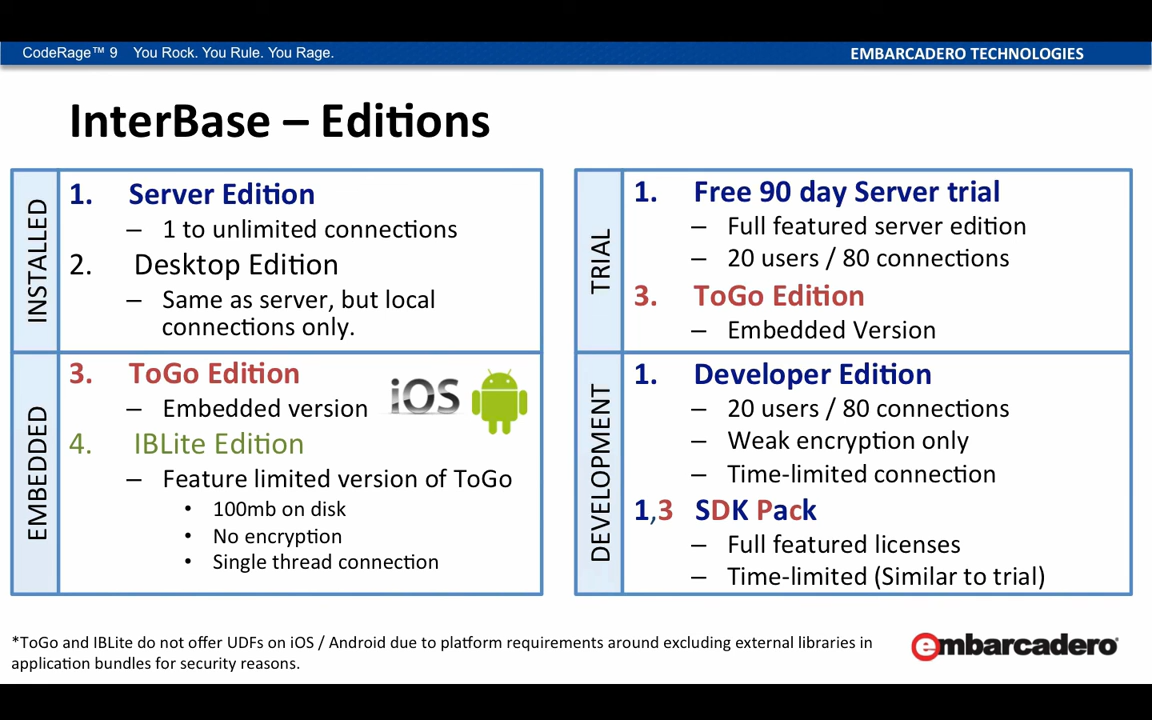 CodeRage™ 9 You Rock. You Rule. You Rage.
EMBARCADERO TECHNOLOGIES
InterBase – Editions
INSTALLED
1. Server Edition
– 1 to unlimited connections
2. Desktop Edition
– Same as server, but local
connections only.
EMBEDDED
3. ToGo Edition
– Embedded version
iOS
4. IBLite Edition
– Feature limited version of ToGo
• 100mb on disk
• No encryption
• Single thread connection
TRIAL
1. Free 90 day Server trial
– Full featured server edition
– 20 users / 80 connections
3. ToGo Edition
– Embedded Version
DEVELOPMENT
1. Developer Edition
– 20 users / 80 connections
– Weak encryption only
– Time-limited connection
1,3 SDK Pack
– Full featured licenses
– Time-limited (Similar to trial)
*ToGo and IBLite do not offer UDFs on iOS / Android due to platform requirements around excluding external libraries in
application bundles for security reasons.
embarcadero®